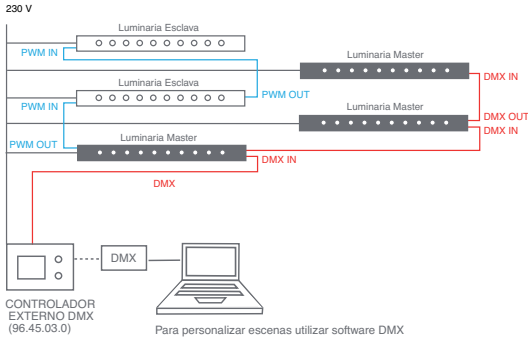 230 V
Luminaria Esclava
PWM IN
Luminaria Master
DMX IN
Luminaria Esclava
PWM OUT
PWM IN
Luminaria Master
DMX OUT
DMX IN
PWM OUT
Luminaria Master
DMX IN
DMX
DMX
CONTROLADOR
EXTERNO DMX
(96.45.03.0)
Para personalizar escenas utilizar software DMX